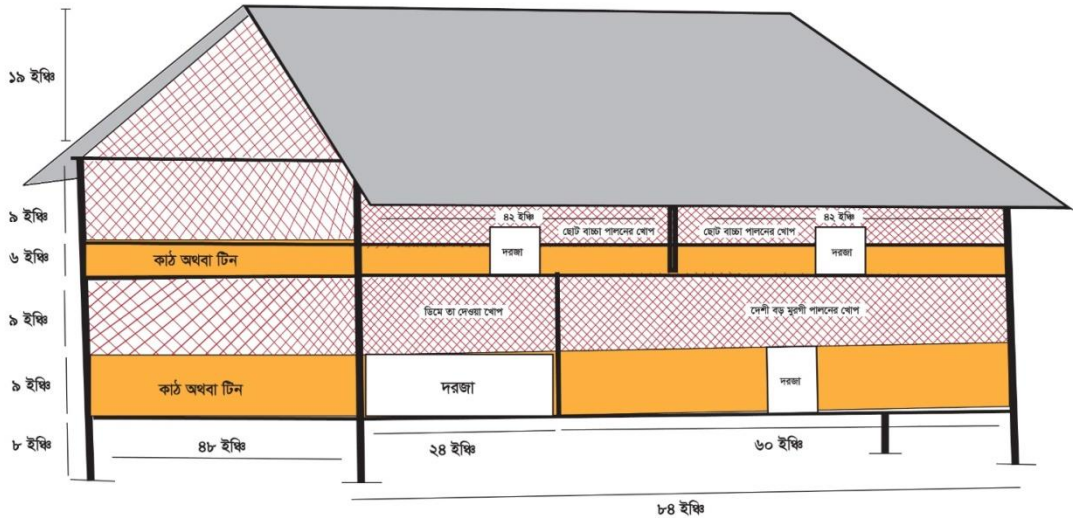 ১৯ ইঞ্চি
৯ ইঞ্চি
৪২ ইঞ্চি
৪২ ইঞ্চি
ছোট বাচ্চা পালনের খোপ
ছোট বাচ্চা পালনের খোপ
৬ ইঞ্চি
কাঠ অথবা টিন
দরজা
দরজা
৯ ইঞ্চি
ডিমে তা দেওয়া খোপ
দেশী বড় মুরগী পালনের খোপ
৯ ইঞ্চি
কাঠ অথবা টিন
দরজা
দরজা
৮ ইঞ্চি
৪৮ ইঞ্চি
২৪ ইঞ্চি
৬০ ইঞ্চি
৮৪ ইঞ্চি